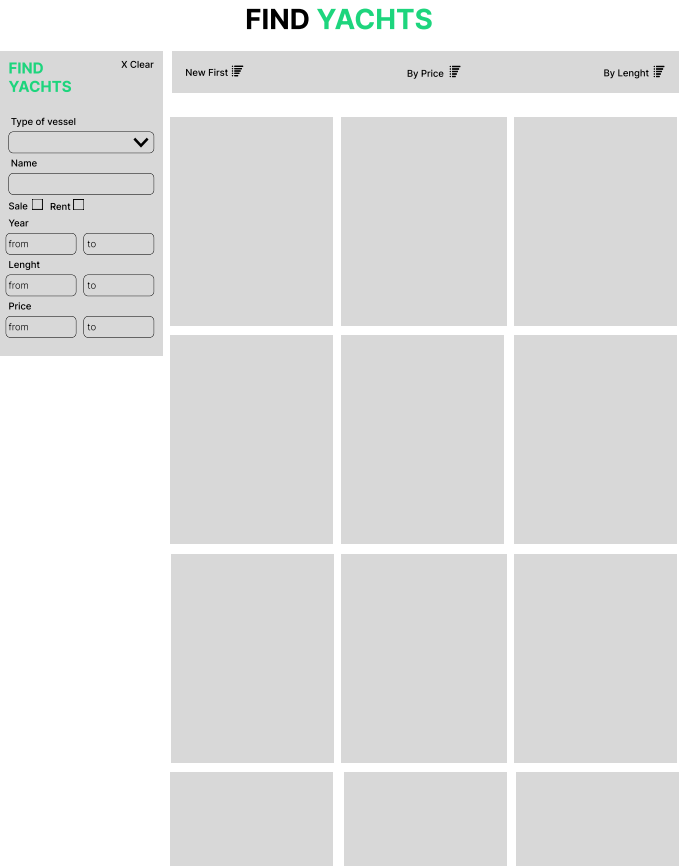 FIND YACHTS
FIND
YACHTS
X Clear
New First
By Price
By Lenght
Type of vessel
Name
Sale
Rent
Year
from
to
Lenght
from
to
Price
from
to